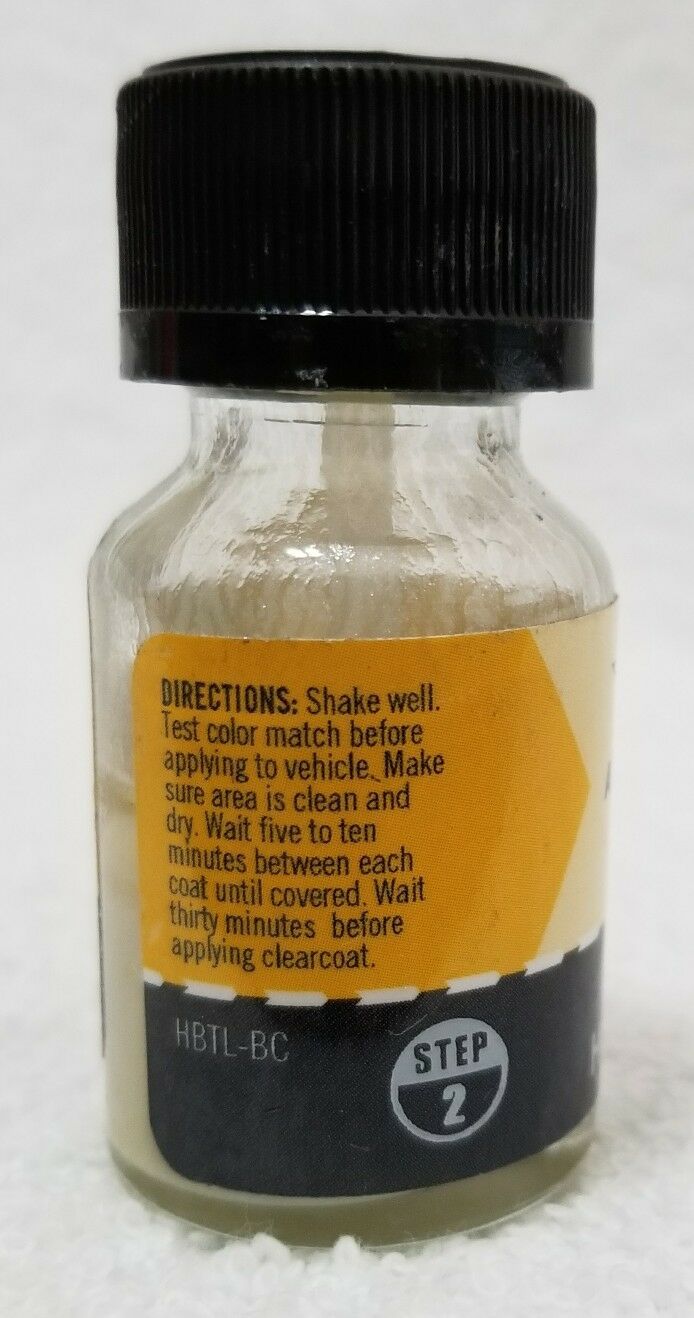 DIRECTIONS: Shake well.
Test color match before
applying to vehicle. Make
sure area is clean and
dry. Wait five to ten
minutes between each
coat until covered. Wait
thirty minutes before
applying clearcoat.
HBTL-BC
STEP
2